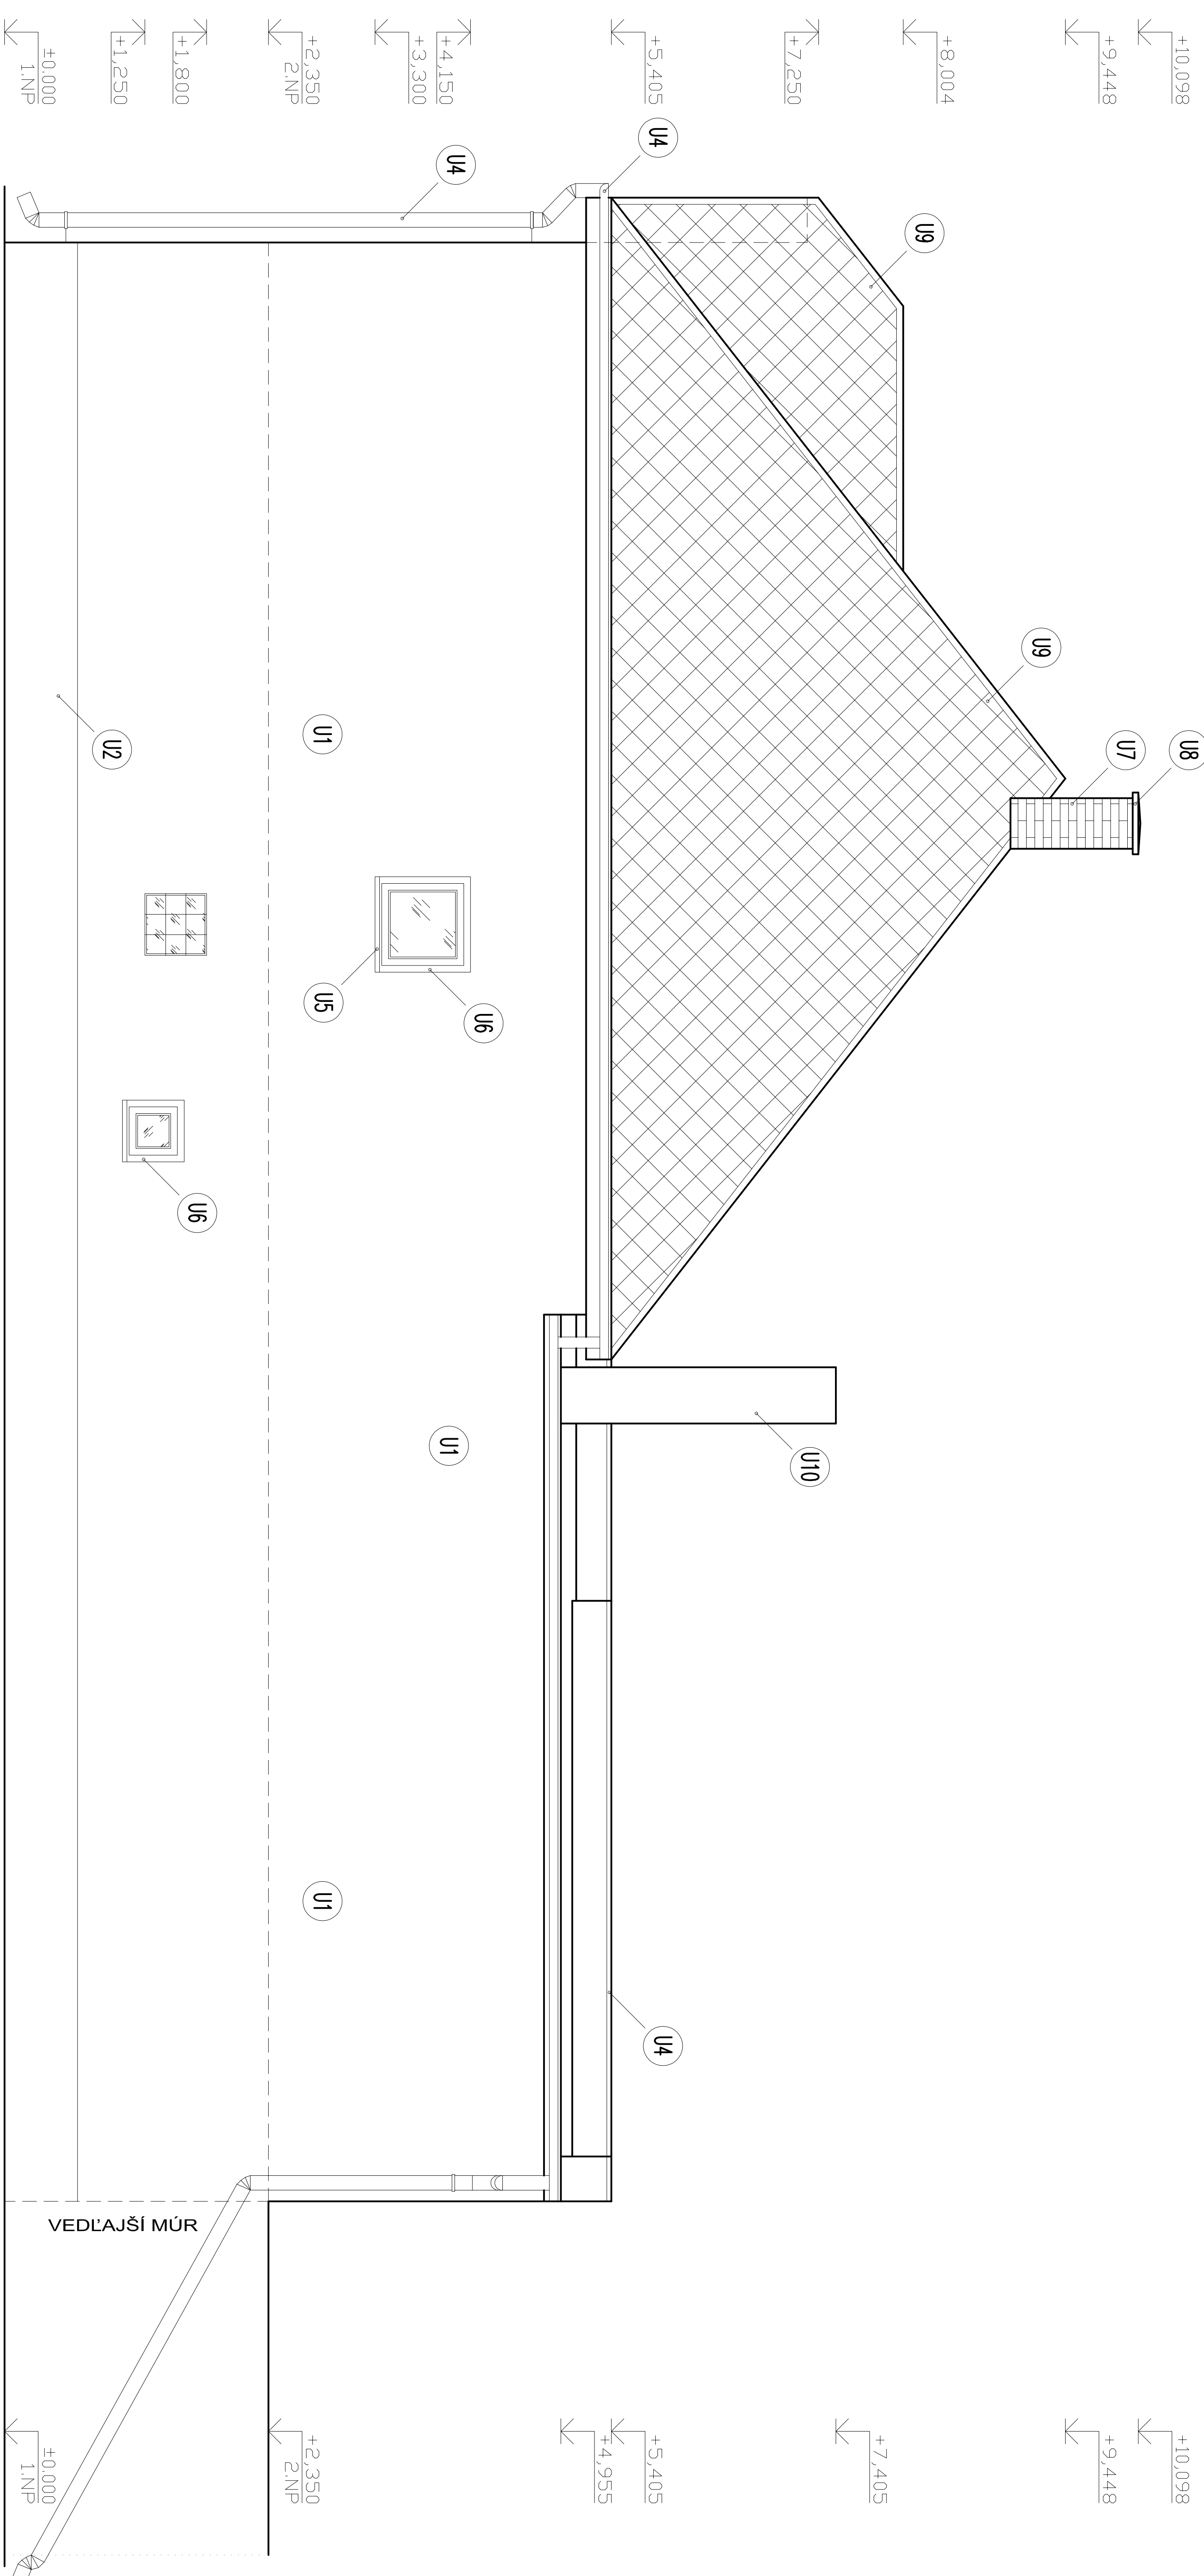 +10,098
+9,448
+8,004
+7,250
+5,405
+4,150
+3,300
+2,350
2.NP
+1,800
+1,250
±0.000
1.NP
U4
U4
U9
U9
U7
U8
U2
U1
U5
U6
U6
U10
U1
U1
U4
VEDĽAJŠÍ MÚR
+10,098
+9,448
+7,405
+5,405
+4,955
+2,350
2.NP
±0.000
1.NP